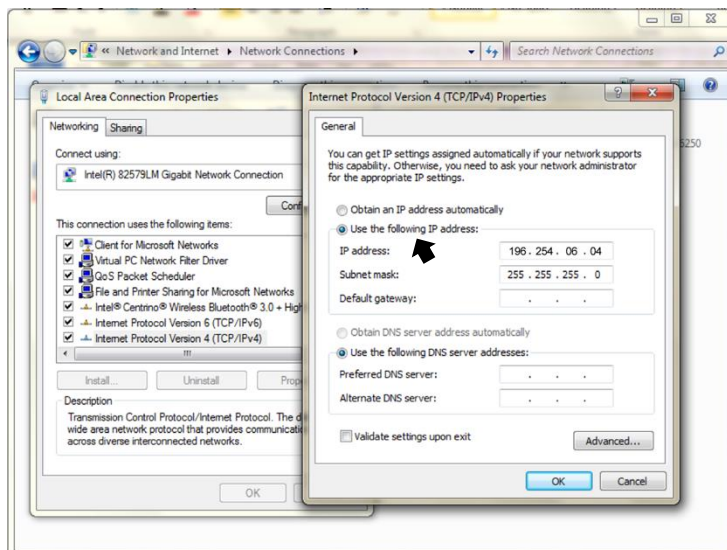 « Network and Internet ▸ Network Connections ▸
Search Network Connections
Local Area Connection Properties
Networking
Sharing
Connect using:
Intel(R) 82579LM Gigabit Network Connection
Conf
This connection uses the following items:
Client for Microsoft Networks
Virtual PC Network Filter Driver
QoS Packet Scheduler
File and Printer Sharing for Microsoft Networks
Intel® Centrino® Wireless Bluetooth® 3.0 + High
Internet Protocol Version 6 (TCP/IPv6)
Internet Protocol Version 4 (TCP/IPv4)
Install...
Uninstall
Prop
Description
Transmission Control Protocol/Internet Protocol. The d
wide area network protocol that provides communicatio
across diverse interconnected networks.
OK
Internet Protocol Version 4 (TCP/IPv4) Properties
General
You can get IP settings assigned automatically if your network supports
this capability. Otherwise, you need to ask your network administrator
for the appropriate IP settings.
Obtain an IP address automatically
Use the following IP address:
IP address: 196 . 254 . 06 . 04
Subnet mask: 255 . 255 . 255 . 0
Default gateway: . . .
Obtain DNS server address automatically
Use the following DNS server addresses:
Preferred DNS server: . . .
Alternate DNS server: . . .
Validate settings upon exit
Advanced...
OK
Cancel
5250